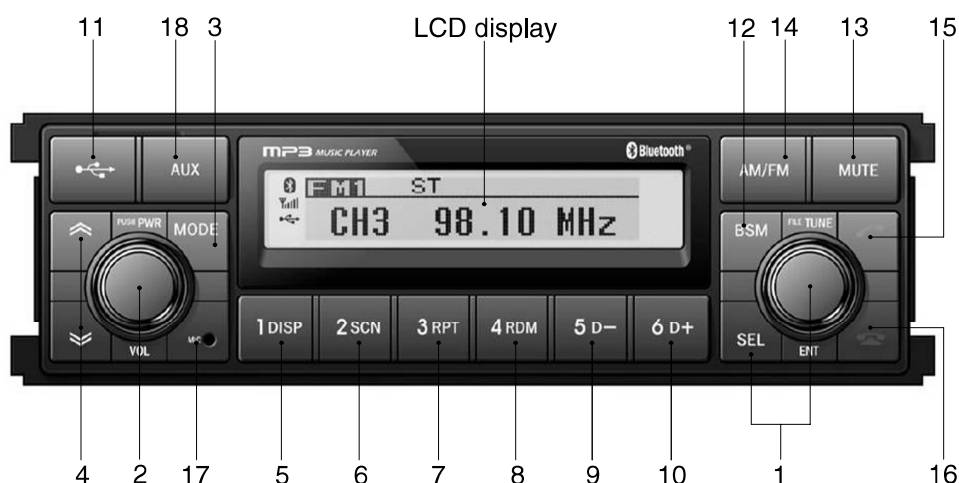 11 18 3 LCD display 12 14 13 15
MP3 MUSIC PLAYER Bluetooth®
AUX AM/FM MUTE
FM1 ST
CH3 98.10 MHz
PUSH PWR MODE BSM FILE TUNE
1 DISP 2 SCN 3 RPT 4 RDM 5 D− 6 D+
VOL MIC SEL ENT
4 2 17 5 6 7 8 9 10 1 16